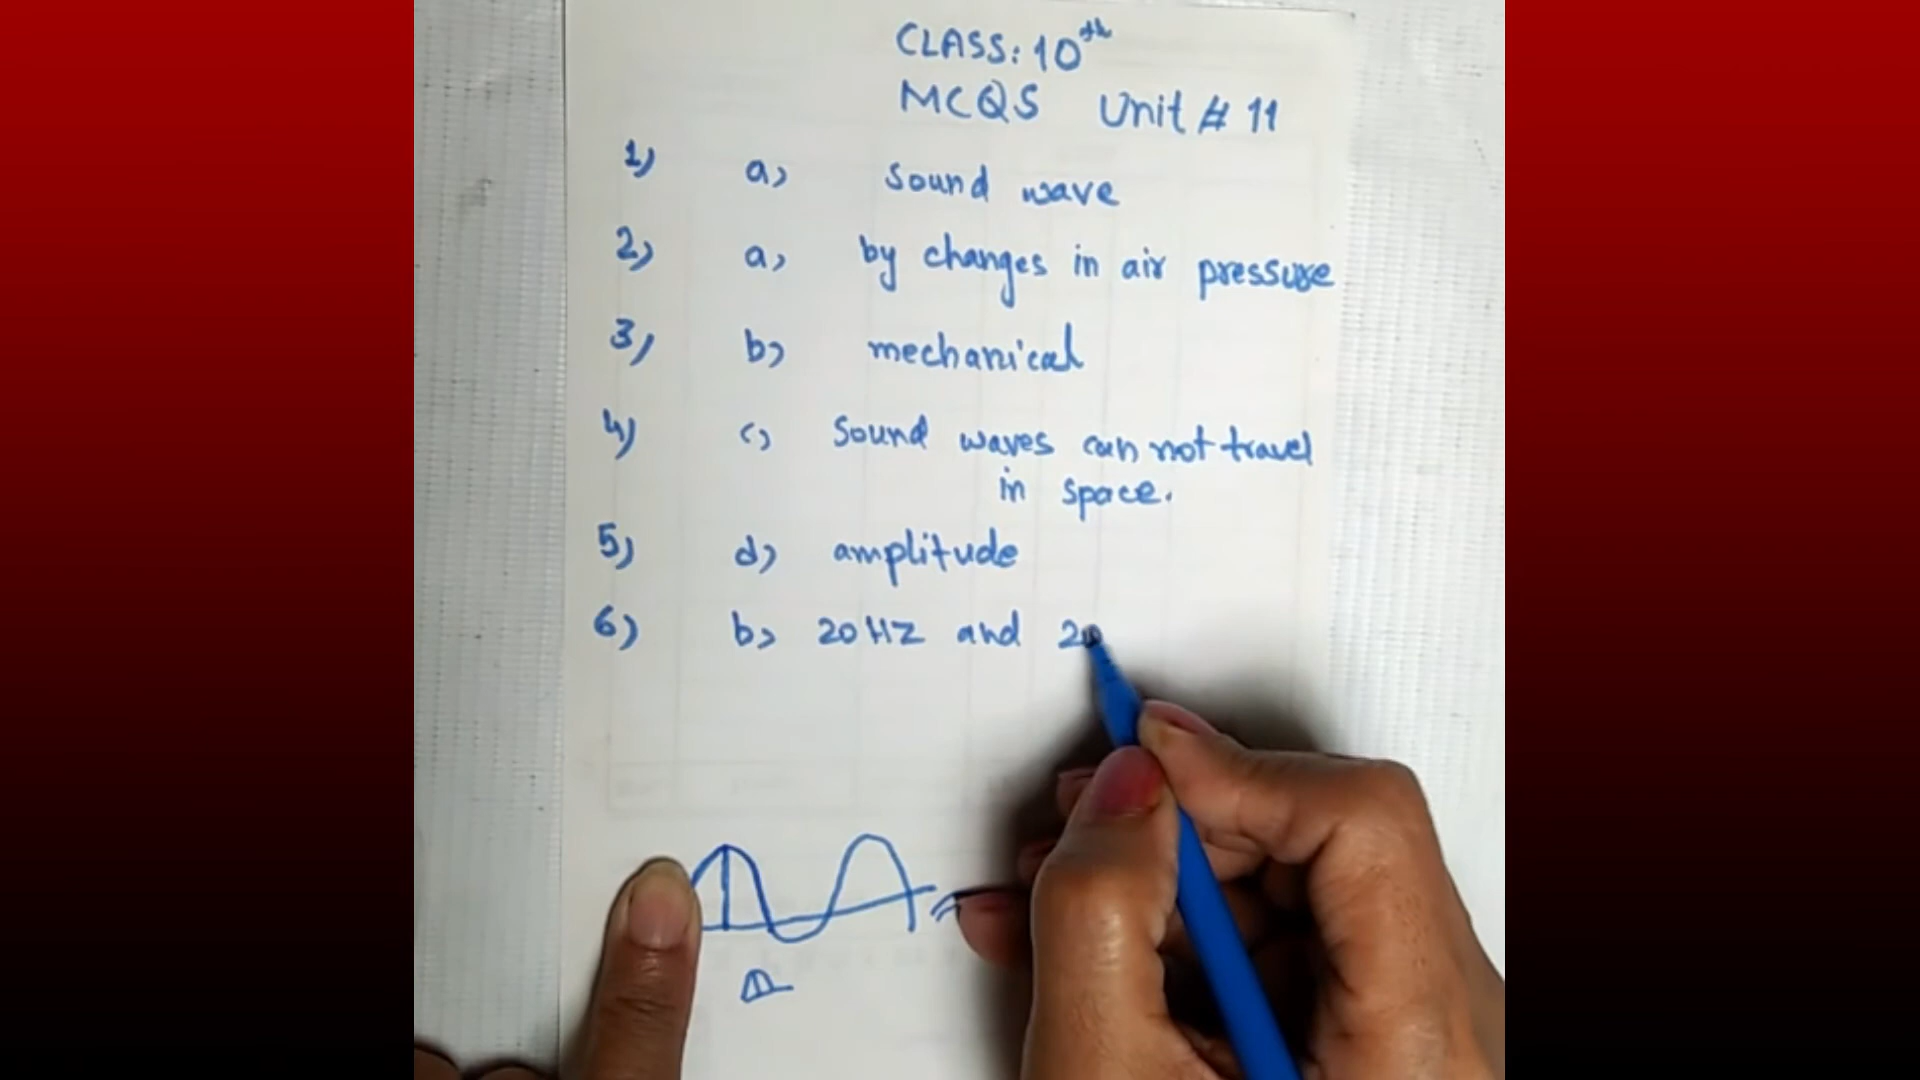 CLASS: 10th
MCQS Unit # 11
1) a) Sound wave
2) a) by changes in air pressure
3) b) mechanical
4) c) Sound waves can not travel
in space.
5) d) amplitude
6) b) 20 HZ and 20